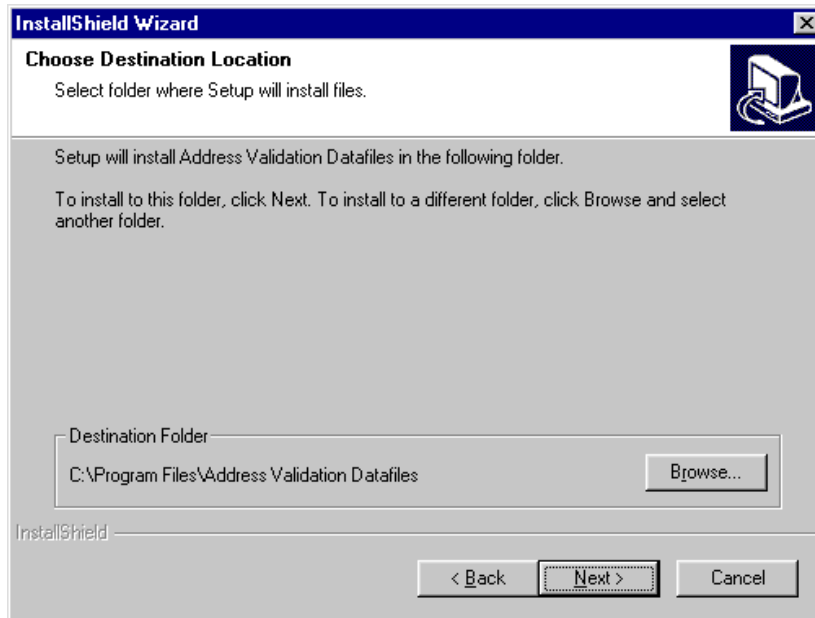 InstallShield Wizard
Choose Destination Location
Select folder where Setup will install files.
Setup will install Address Validation Datafiles in the following folder.
To install to this folder, click Next. To install to a different folder, click Browse and select
another folder.
Destination Folder
C:\Program Files\Address Validation Datafiles
Browse...
InstallShield
< Back
Next >
Cancel